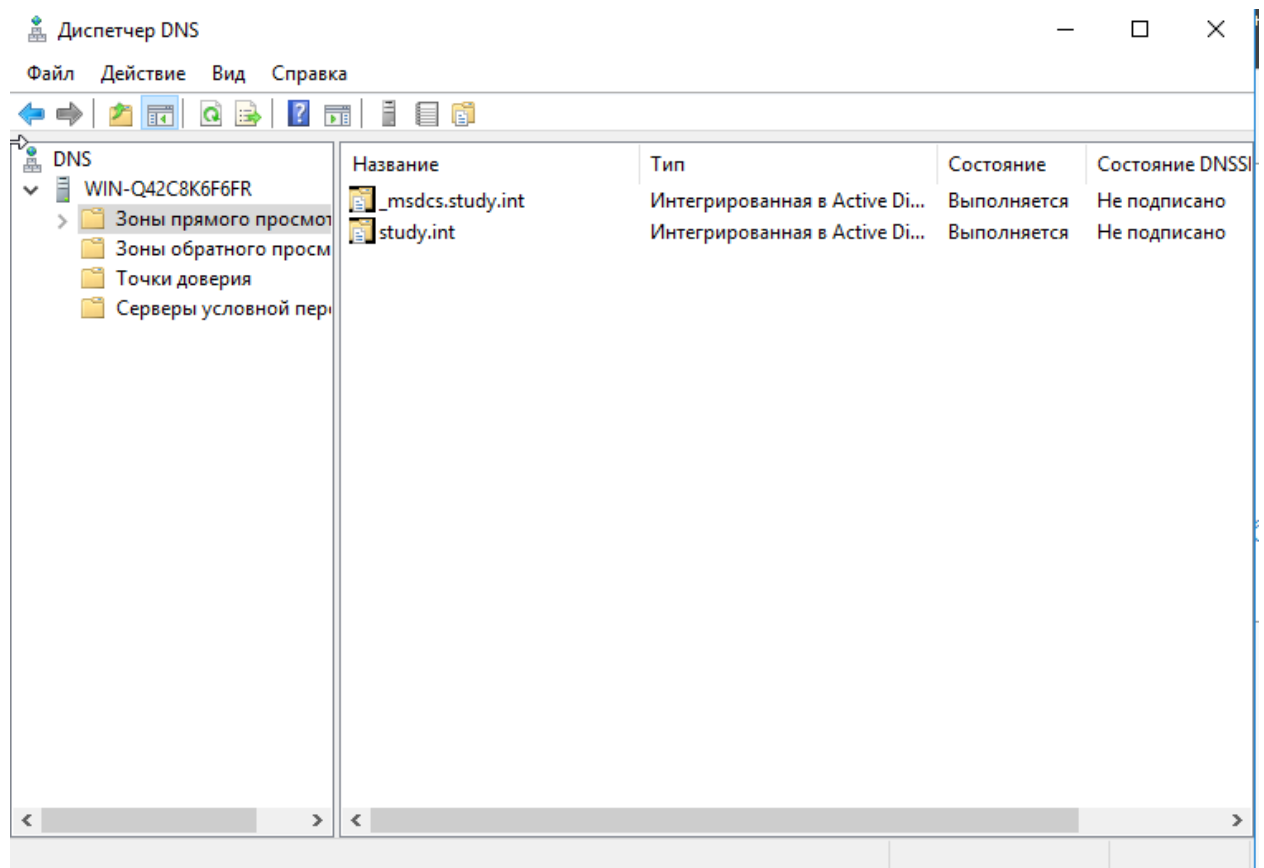 Диспетчер DNS
Файл Действие Вид Справка
DNS
WIN-Q42C8K6F6FR
Зоны прямого просмот
Зоны обратного просм
Точки доверия
Серверы условной пере
Название Тип Состояние Состояние DNSSE
_msdcs.study.int Интегрированная в Active Di... Выполняется Не подписано
study.int Интегрированная в Active Di... Выполняется Не подписано